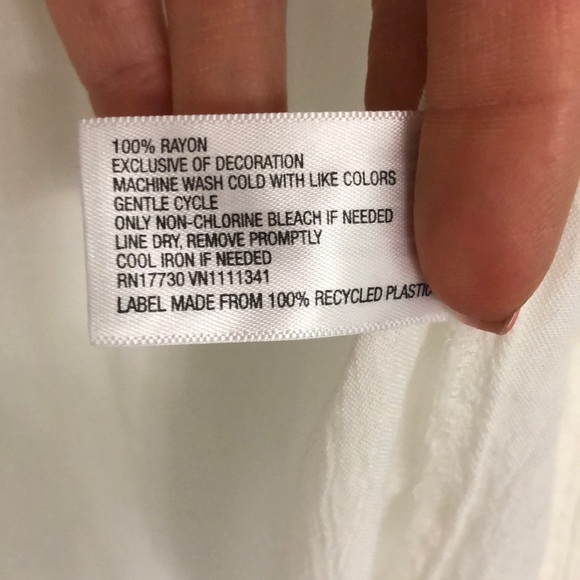 100% RAYON
EXCLUSIVE OF DECORATION
MACHINE WASH COLD WITH LIKE COLORS
GENTLE CYCLE
ONLY NON-CHLORINE BLEACH IF NEEDED
LINE DRY, REMOVE PROMPTLY
COOL IRON IF NEEDED
RN17730 VN1111341
LABEL MADE FROM 100% RECYCLED PLASTIC